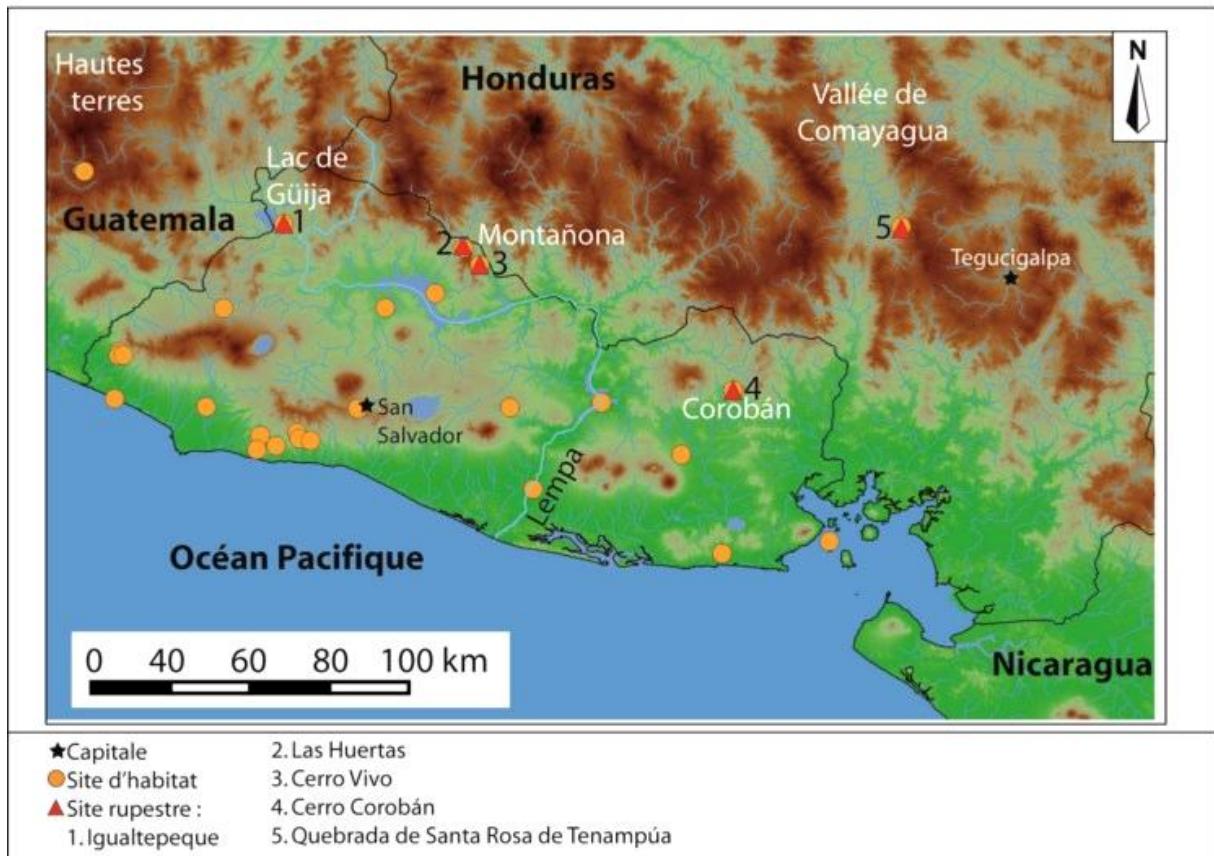 Hautes
terres
Honduras
Vallée de
Comayagua
N
Lac de
Güija
Guatemala
1
2
Montañona
3
5
Tegucigalpa
4
Corobán
San
Salvador
Lempa
Océan Pacifique
Nicaragua
0 40 60 80 100 km
Capitale
Site d'habitat
Site rupestre :
1. Igualtepeque
2. Las Huertas
3. Cerro Vivo
4. Cerro Corobán
5. Quebrada de Santa Rosa de Tenampúa